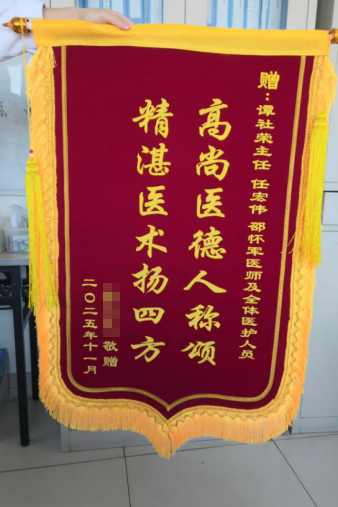 赠：谭社荣主任 任宏伟 邵怀军医师及全体医护人员
高尚医德人称颂
精湛医术扬四方
敬赠
二〇二五年十一月